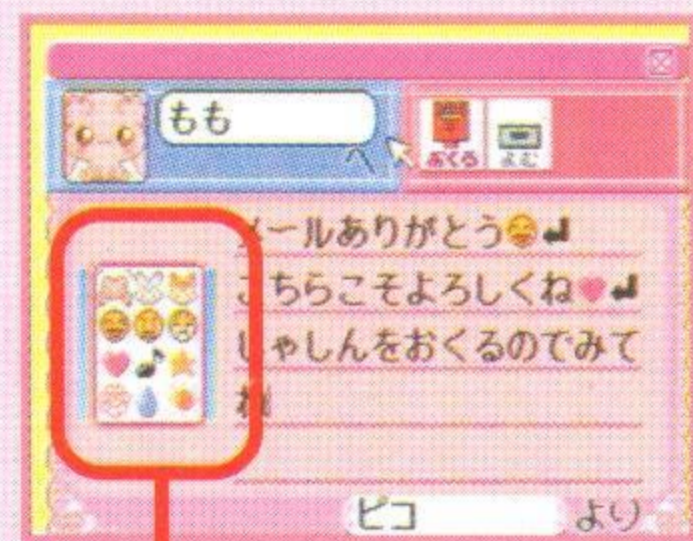 もも
へ
おくる
よむ
メールありがとう
こちらこそよろしくね
しゃしんをおくるのでみて
ね
ピコ より